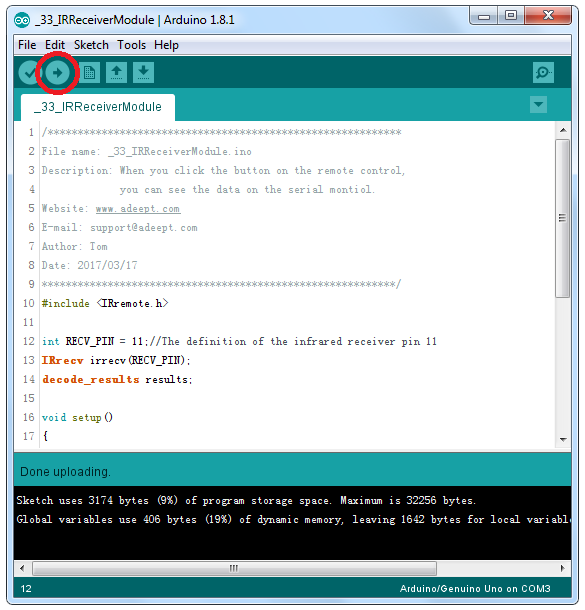 _33_IRReceiverModule | Arduino 1.8.1
File Edit Sketch Tools Help
_33_IRReceiverModule
1 /***********************************************************
2 File name: _33_IRReceiverModule.ino
3 Description: When you click the button on the remote control,
4 you can see the data on the serial montiol.
5 Website: www.adeept.com
6 E-mail: support@adeept.com
7 Author: Tom
8 Date: 2017/03/17
9 ***********************************************************/
10 #include <IRremote.h>
11
12 int RECV_PIN = 11;//The definition of the infrared receiver pin 11
13 IRrecv irrecv(RECV_PIN);
14 decode_results results;
15
16 void setup()
17 {
Done uploading.
Sketch uses 3174 bytes (9%) of program storage space. Maximum is 32256 bytes.
Global variables use 406 bytes (19%) of dynamic memory, leaving 1642 bytes for local variable
12 Arduino/Genuino Uno on COM3